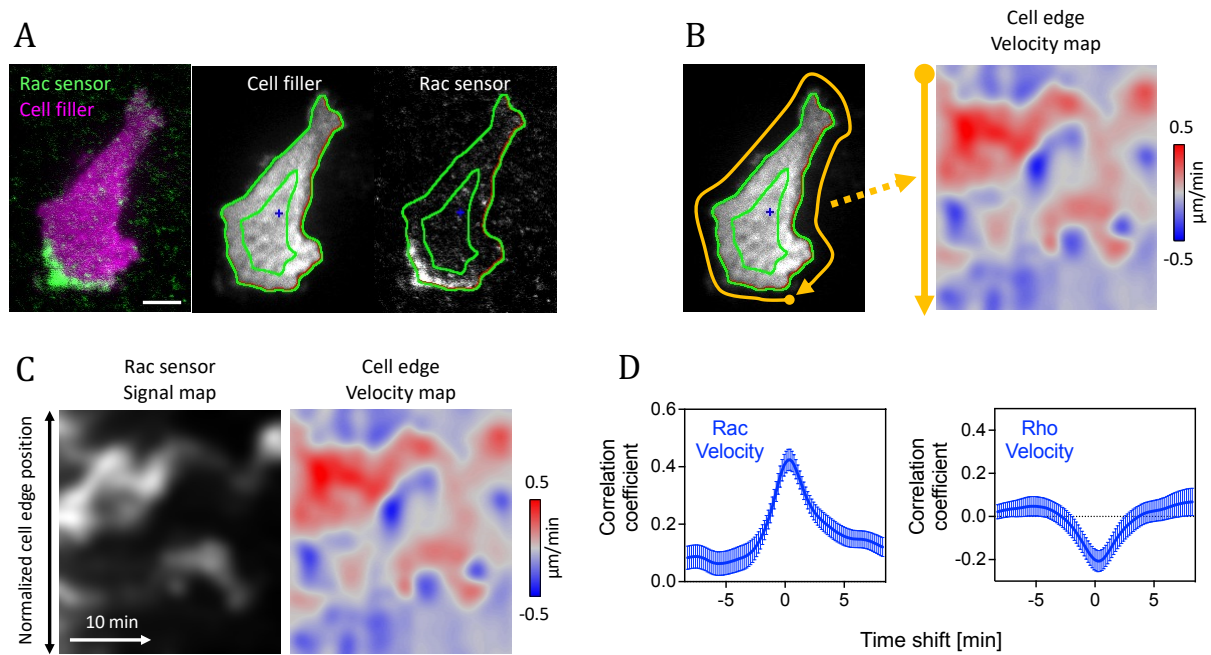 A
Rac sensor
Cell filler
Cell filler
Rac sensor
B
Cell edge
Velocity map
0.5
µm/min
-0.5
C
Rac sensor
Signal map
Cell edge
Velocity map
Normalized cell edge position
10 min
0.5
µm/min
-0.5
D
Correlation
coefficient
0.6
0.4
0.2
0.0
Rac
Velocity
-5
0
5
Correlation
coefficient
0.4
0.2
0.0
-0.2
Rho
Velocity
-5
0
5
Time shift [min]